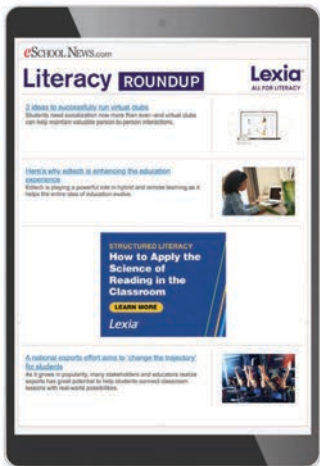 eSCHOOL NEWS.com
Literacy ROUNDUP
Lexia
ALL FOR LITERACY
3 ideas to successfully run virtual clubs
Students need socialization now more than ever–and virtual clubs
can help maintain valuable person-to-person interactions.
Here's why edtech is enhancing the education
experience
Edtech is playing a powerful role in hybrid and remote learning as it
helps the entire idea of education evolve.
STRUCTURED LITERACY
How to Apply the
Science of
Reading in the
Classroom
LEARN MORE
Lexia
A national esports effort aims to 'change the trajectory'
for students
As it grows in popularity, many stakeholders and educators realize
esports has great potential to help students connect classroom
lessons with real-world possibilities.